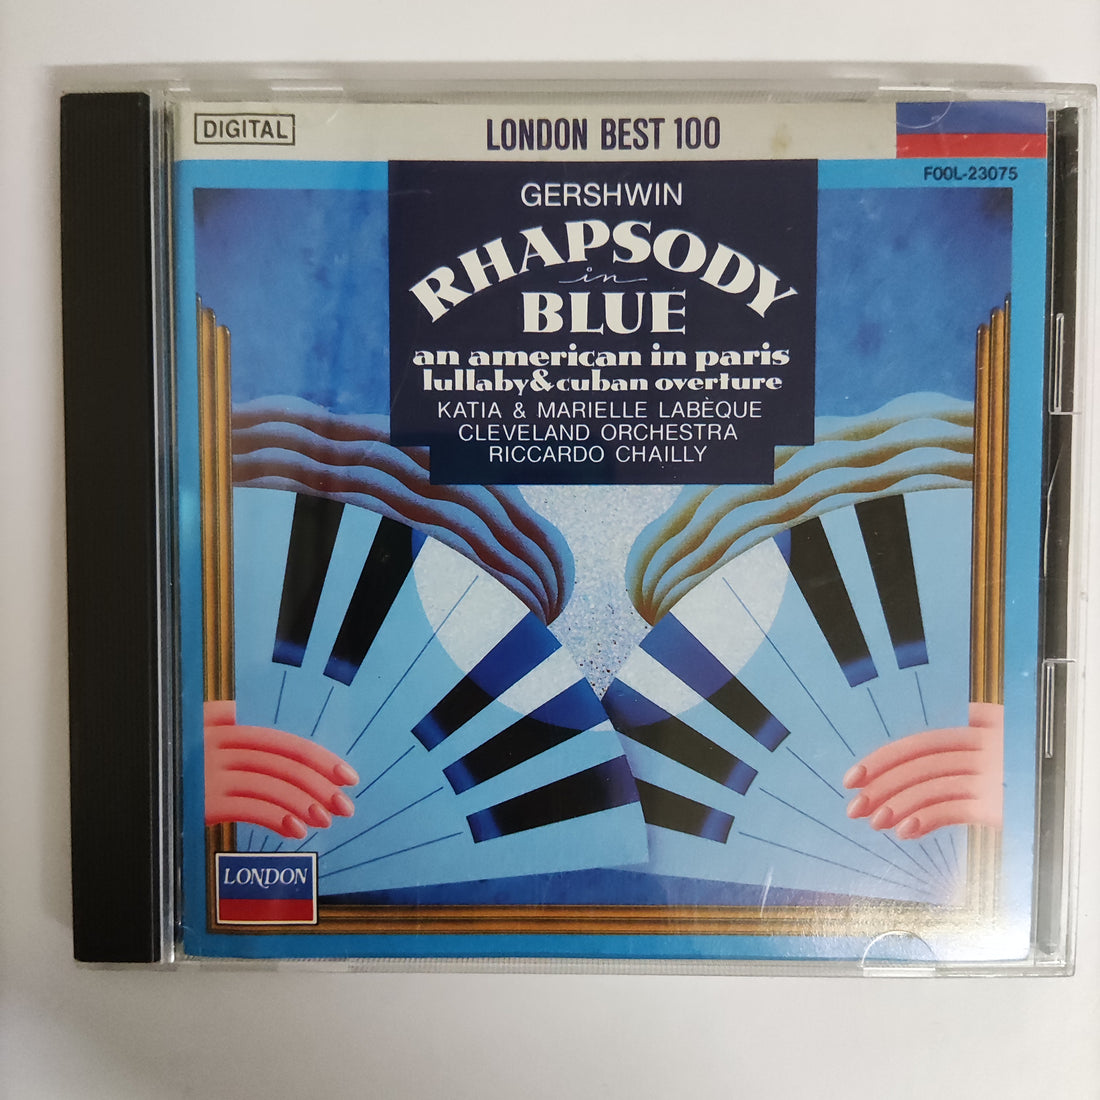 DIGITAL
LONDON BEST 100
F00L-23075
GERSHWIN
RHAPSODY
in
BLUE
an american in paris
lullaby & cuban overture
KATIA & MARIELLE LABÈQUE
CLEVELAND ORCHESTRA
RICCARDO CHAILLY
LONDON